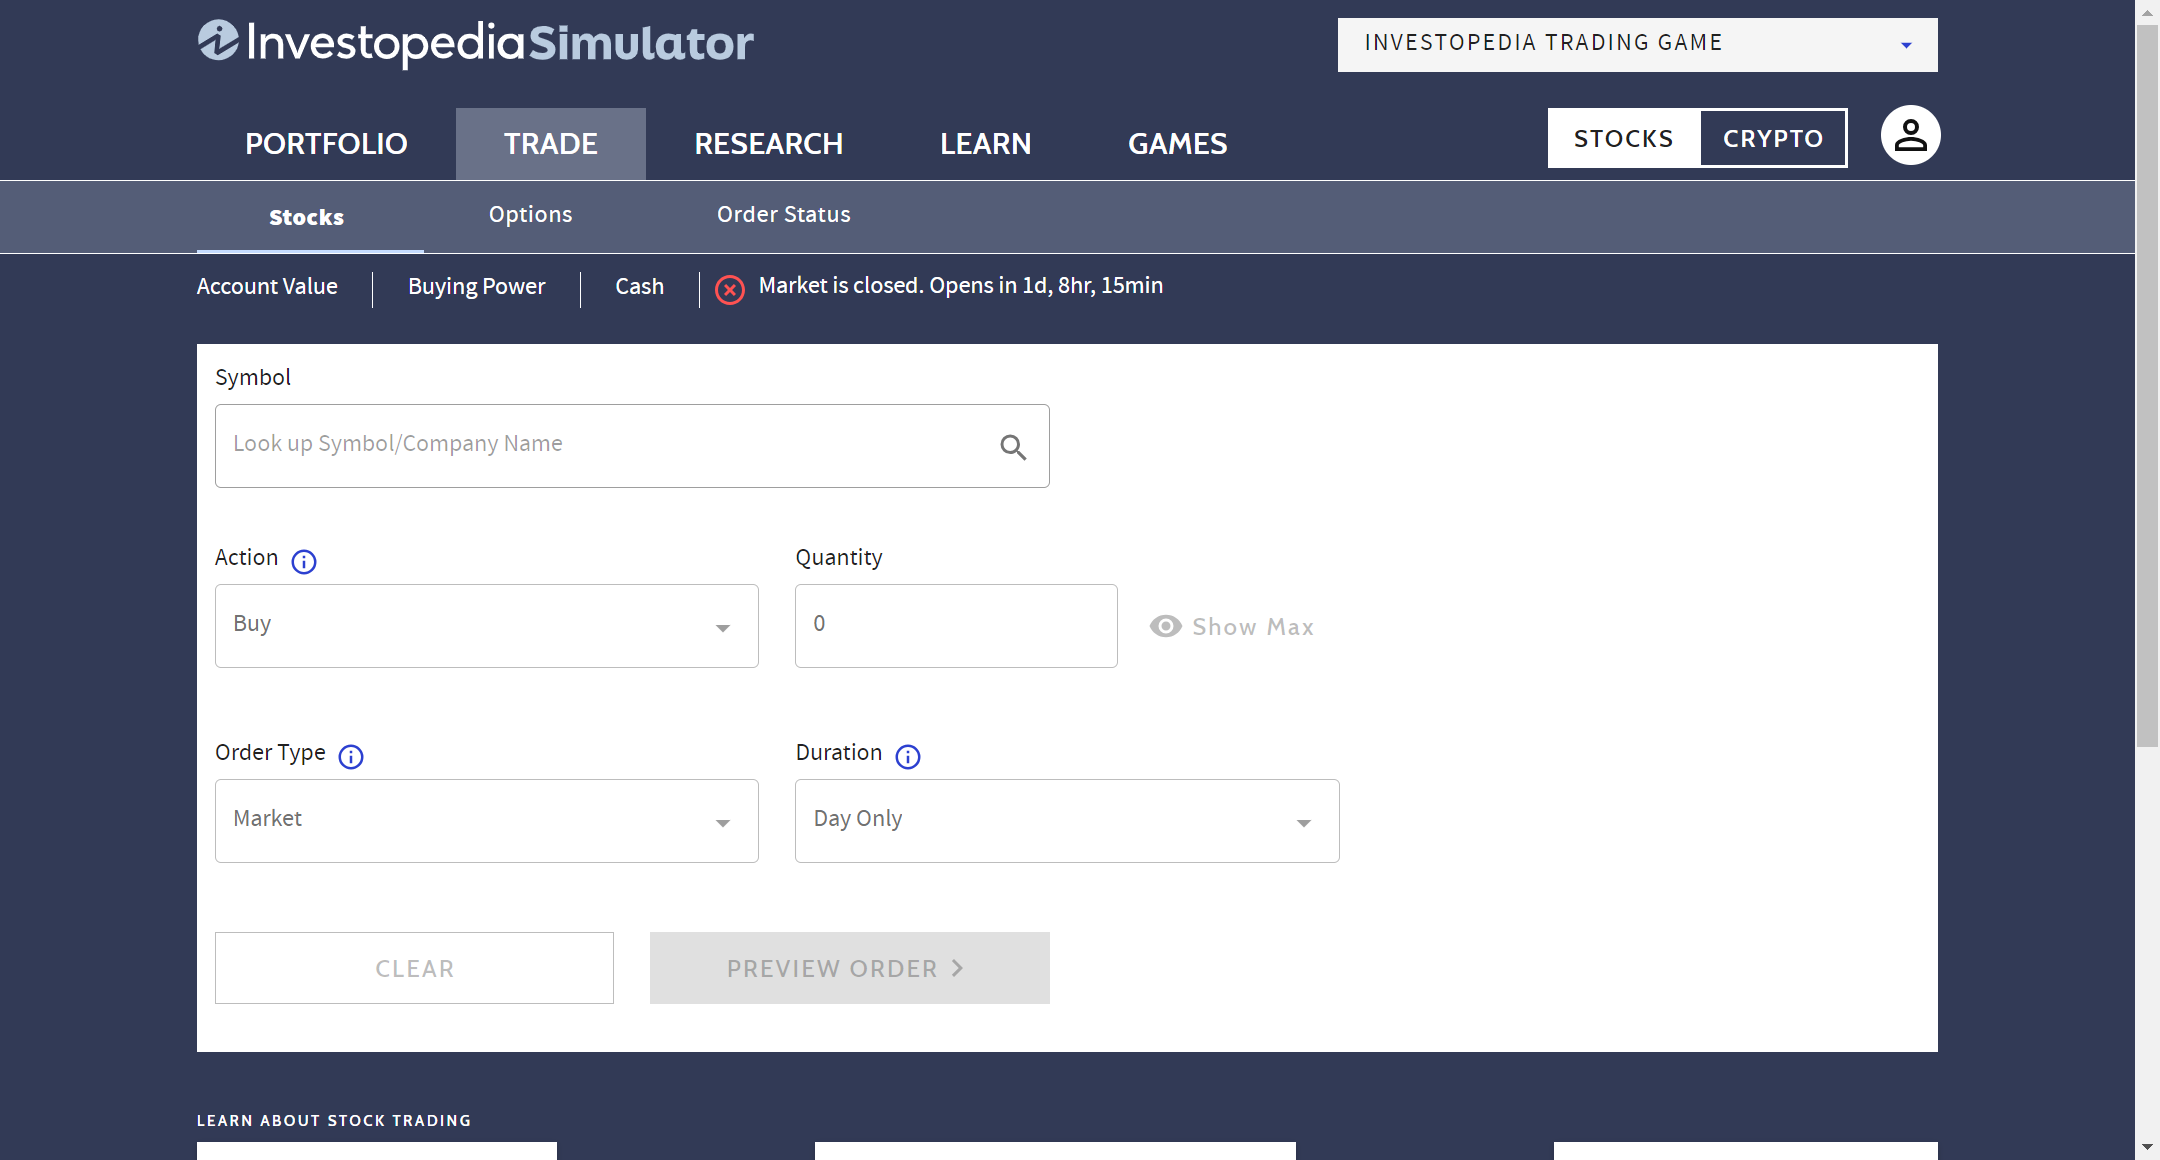 InvestopediaSimulator
INVESTOPEDIA TRADING GAME
PORTFOLIO
TRADE
RESEARCH
LEARN
GAMES
STOCKS
CRYPTO
Stocks
Options
Order Status
Account Value
Buying Power
Cash
Market is closed. Opens in 1d, 8hr, 15min
Symbol
Look up Symbol/Company Name
Action
Quantity
Buy
0
Show Max
Order Type
Duration
Market
Day Only
CLEAR
PREVIEW ORDER
LEARN ABOUT STOCK TRADING